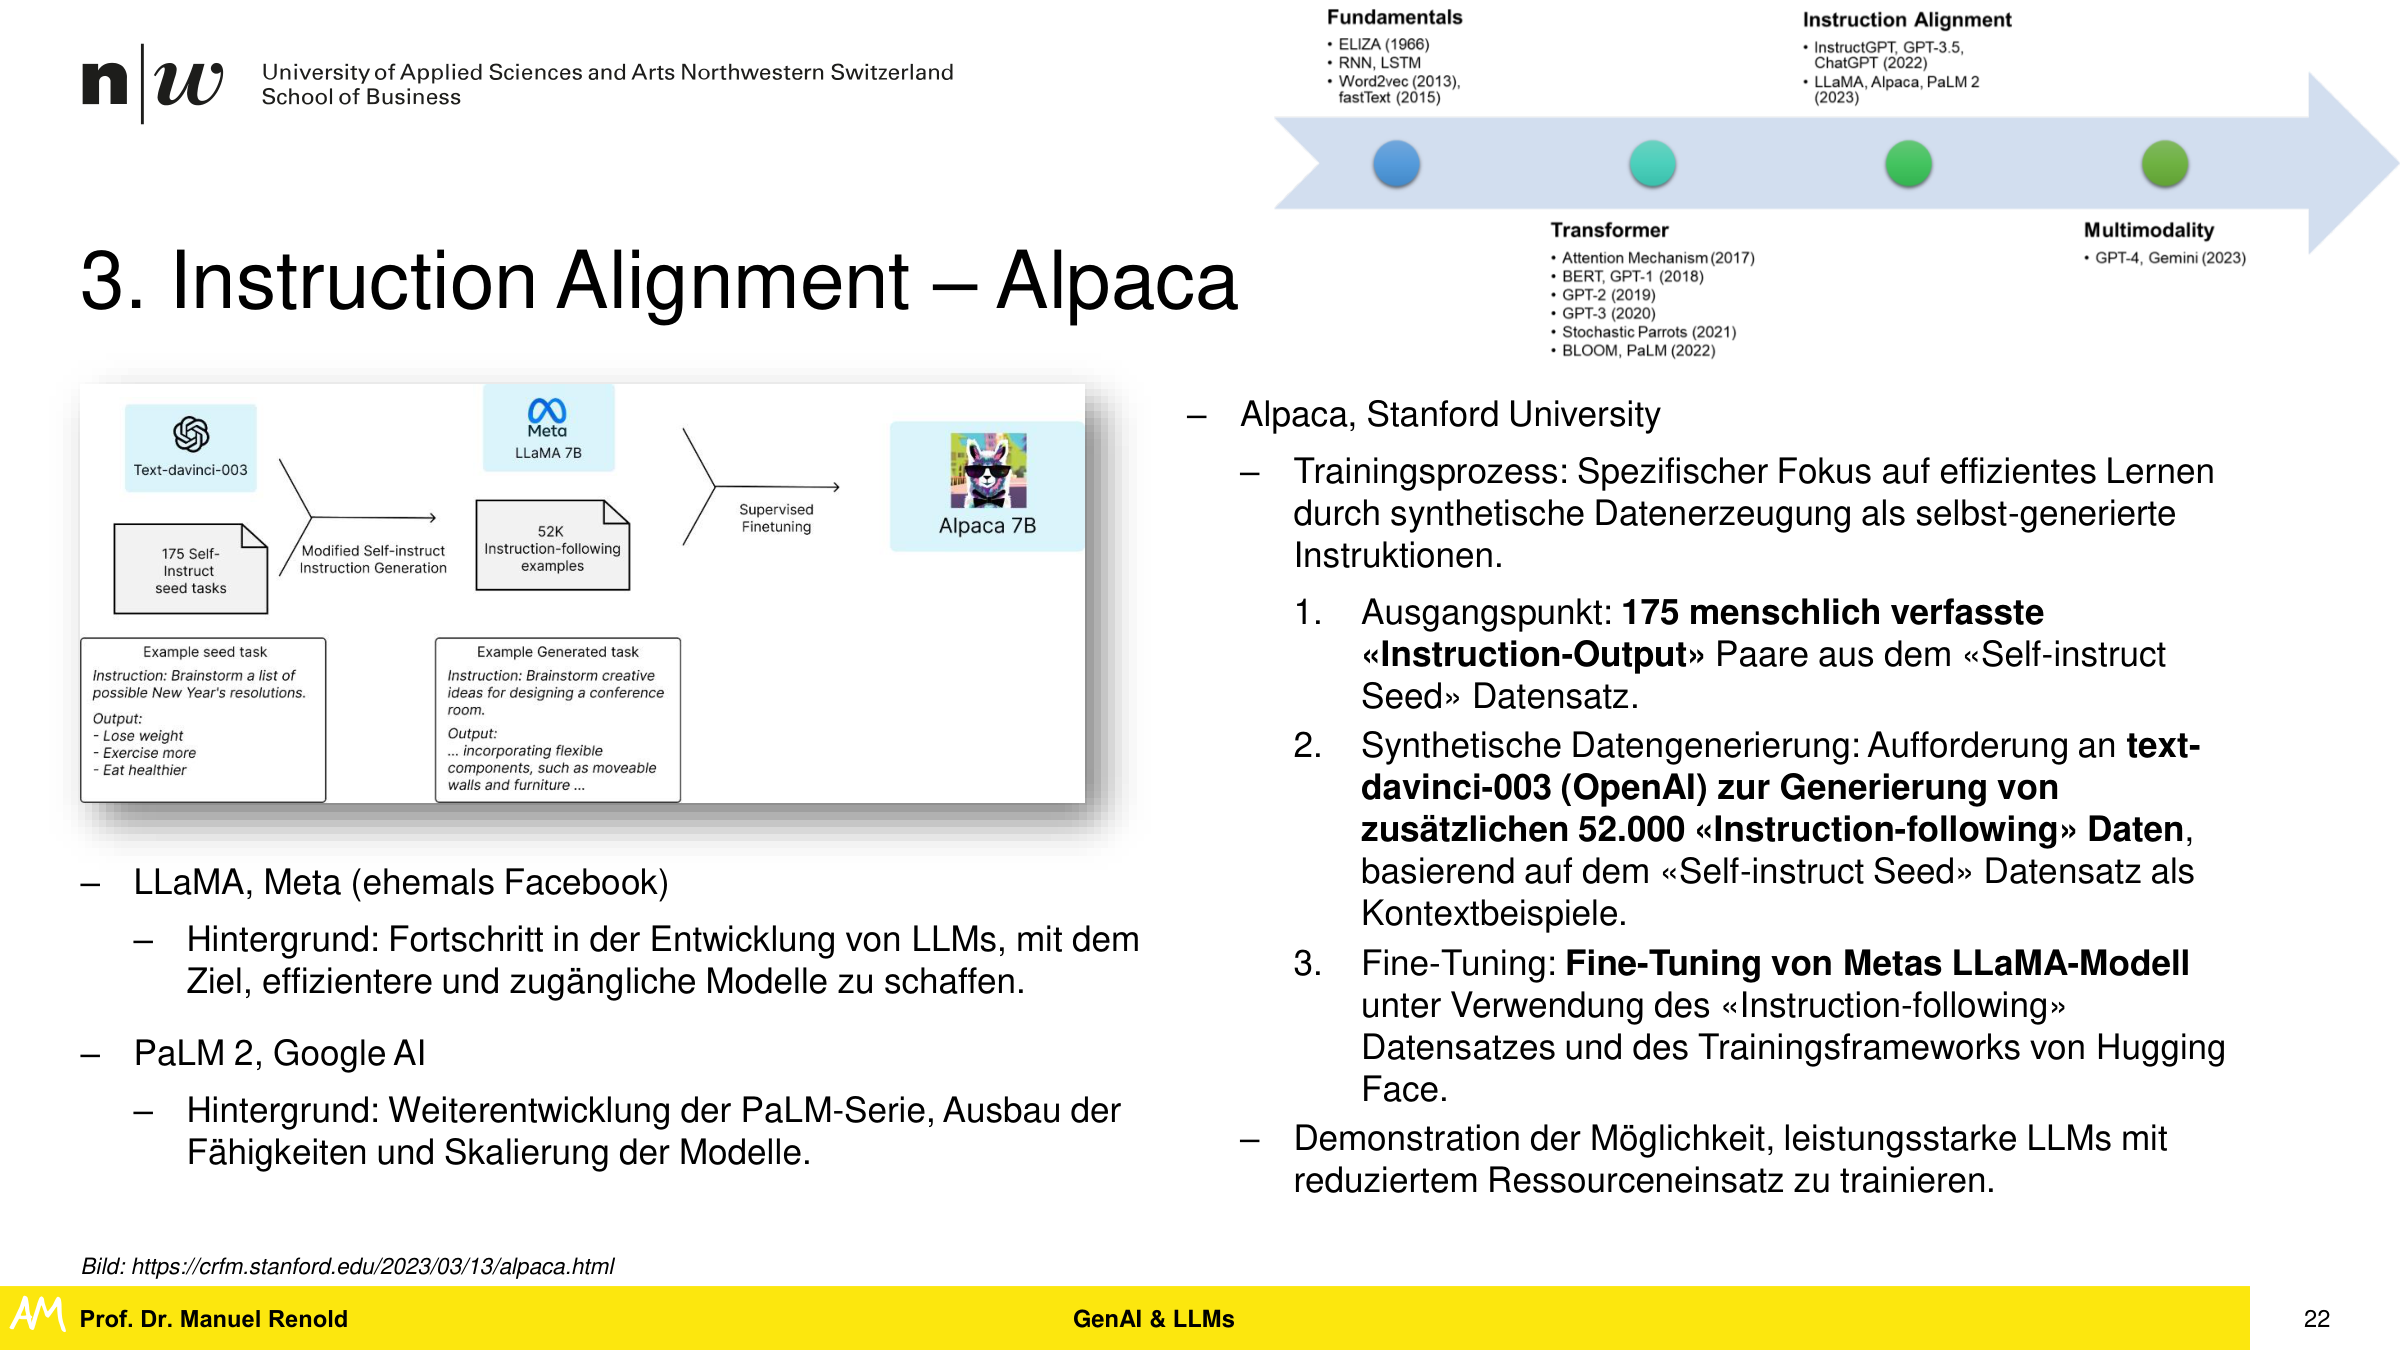 n|w
University of Applied Sciences and Arts Northwestern Switzerland
School of Business
Fundamentals
• ELIZA (1966)
• RNN, LSTM
• Word2vec (2013),
fastText (2015)
Instruction Alignment
• InstructGPT, GPT-3.5,
ChatGPT (2022)
• LLaMA, Alpaca, PaLM 2
(2023)
Transformer
• Attention Mechanism (2017)
• BERT, GPT-1 (2018)
• GPT-2 (2019)
• GPT-3 (2020)
• Stochastic Parrots (2021)
• BLOOM, PaLM (2022)
Multimodality
• GPT-4, Gemini (2023)
3. Instruction Alignment – Alpaca
Text-davinci-003
175 Self-
Instruct
seed tasks
Modified Self-instruct
Instruction Generation
Meta
LLaMA 7B
52K
Instruction-following
examples
Supervised
Finetuning
Alpaca 7B
Example seed task
Instruction: Brainstorm a list of
possible New Year's resolutions.
Output:
- Lose weight
- Exercise more
- Eat healthier
Example Generated task
Instruction: Brainstorm creative
ideas for designing a conference
room.
Output:
... incorporating flexible
components, such as moveable
walls and furniture ...
– LLaMA, Meta (ehemals Facebook)
– Hintergrund: Fortschritt in der Entwicklung von LLMs, mit dem
Ziel, effizientere und zugängliche Modelle zu schaffen.
– PaLM 2, Google AI
– Hintergrund: Weiterentwicklung der PaLM-Serie, Ausbau der
Fähigkeiten und Skalierung der Modelle.
– Alpaca, Stanford University
– Trainingsprozess: Spezifischer Fokus auf effizientes Lernen
durch synthetische Datenerzeugung als selbst-generierte
Instruktionen.
1. Ausgangspunkt: 175 menschlich verfasste
«Instruction-Output» Paare aus dem «Self-instruct
Seed» Datensatz.
2. Synthetische Datengenerierung: Aufforderung an text-
davinci-003 (OpenAI) zur Generierung von
zusätzlichen 52.000 «Instruction-following» Daten,
basierend auf dem «Self-instruct Seed» Datensatz als
Kontextbeispiele.
3. Fine-Tuning: Fine-Tuning von Metas LLaMA-Modell
unter Verwendung des «Instruction-following»
Datensatzes und des Trainingsframeworks von Hugging
Face.
– Demonstration der Möglichkeit, leistungsstarke LLMs mit
reduziertem Ressourceneinsatz zu trainieren.
Bild: https://crfm.stanford.edu/2023/03/13/alpaca.html
AM
Prof. Dr. Manuel Renold
GenAI & LLMs
22